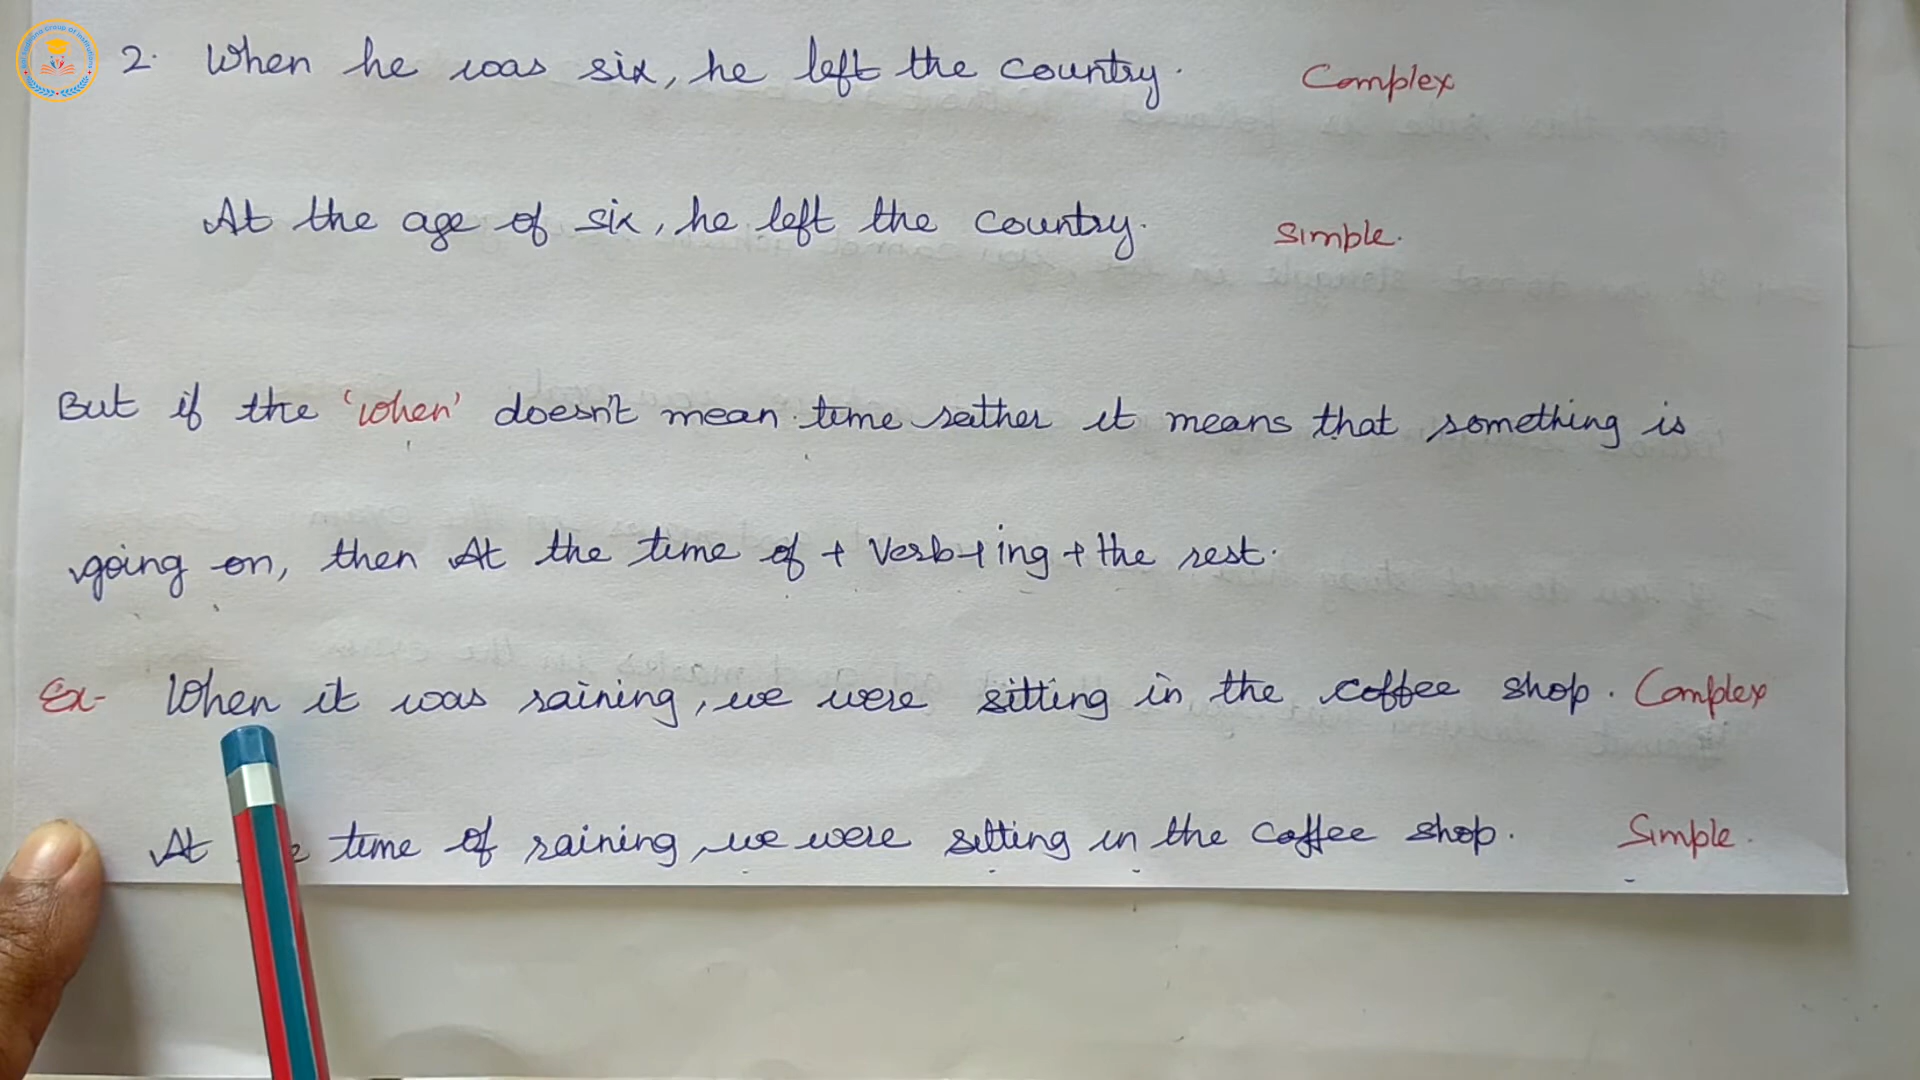 2. When he was six, he left the country. Complex
At the age of six, he left the country. Simple.
But if the 'when' doesn't mean time rather it means that something is
going on, then At the time of + Verb+ing + the rest.
Ex- When it was raining, we were sitting in the coffee shop. Complex
At time of raining, we were sitting in the coffee shop. Simple.